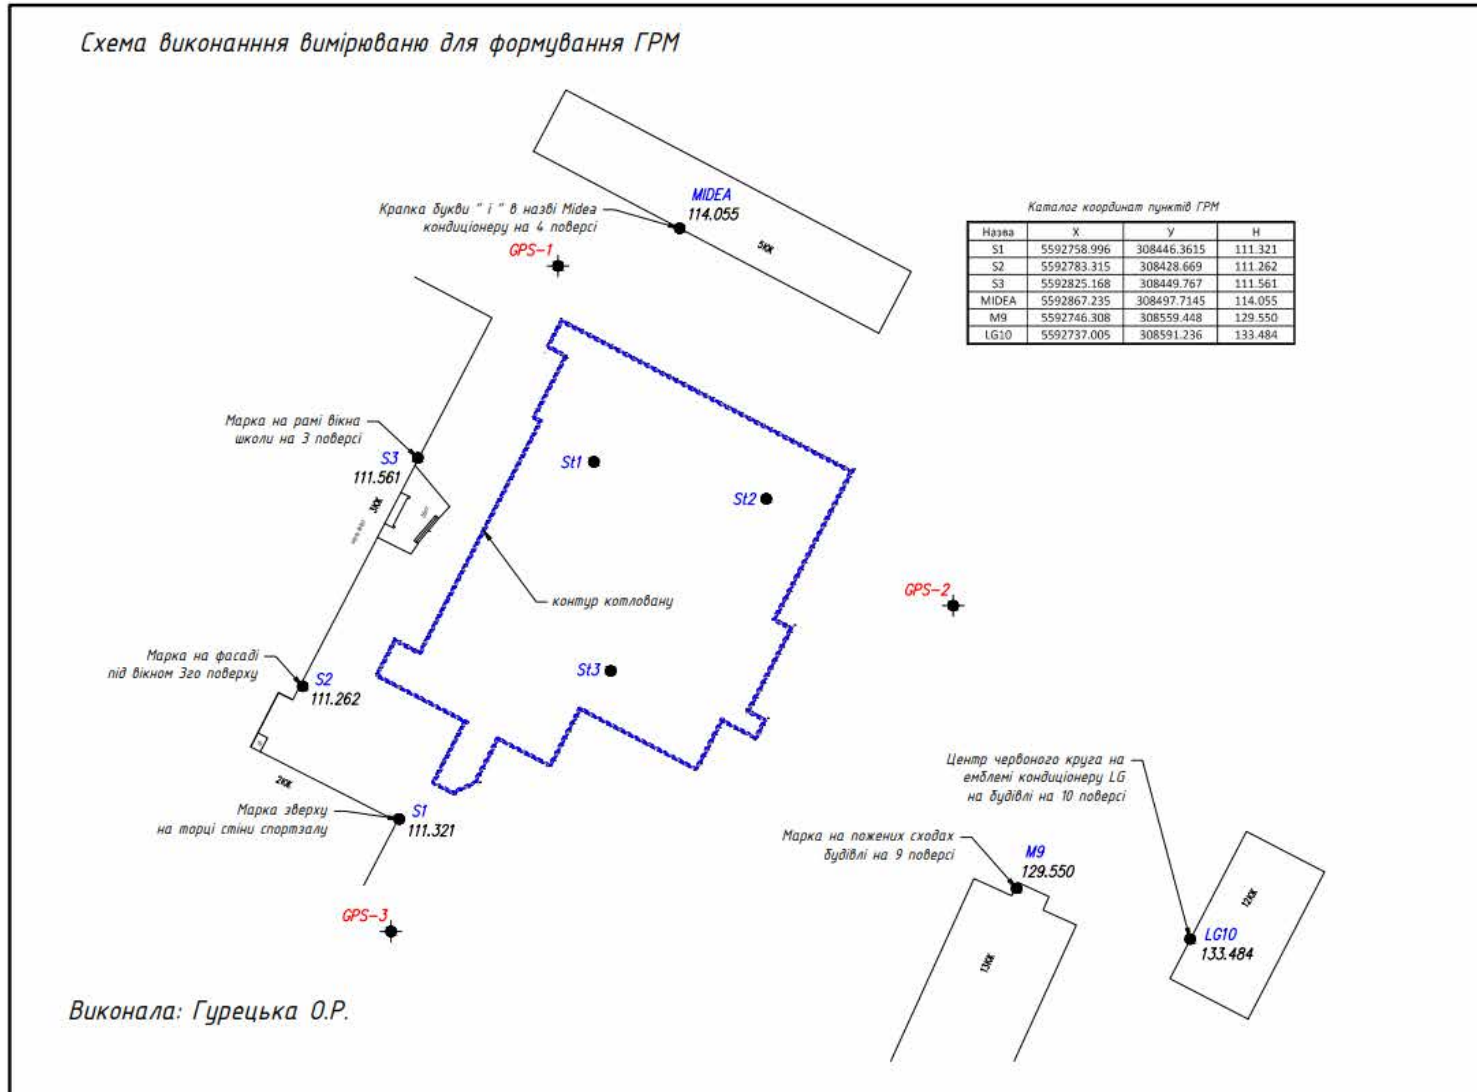 Схема виконанння вимірюваню для формування ГРМ
MIDEA
114.055
Крапка букви " і " в назві Midea
кондиціонеру на 4 поверсі
5КК
GPS-1
Каталог координат пунктів ГРМ
Назва X У Н
S1 5592758.996 308446.3615 111.321
S2 5592783.315 308428.669 111.262
S3 5592825.168 308449.767 111.561
MIDEA 5592867.235 308497.7145 114.055
M9 5592746.308 308559.448 129.550
LG10 5592737.005 308591.236 133.484
Марка на рамі вікна
школи на 3 поверсі
S3
111.561
3КК
St1
St2
контур котловану
GPS-2
Марка на фасаді
під вікном 3го поверху
S2
111.262
St3
2КК
Марка зверху
на торці стіни спортзалу
S1
111.321
Центр червоного круга на
емблемі кондиціонеру LG
на будівлі на 10 поверсі
Марка на пожених сходах
будівлі на 9 поверсі
M9
129.550
12КК
GPS-3
LG10
133.484
13КК
Виконала: Гурецька О.Р.